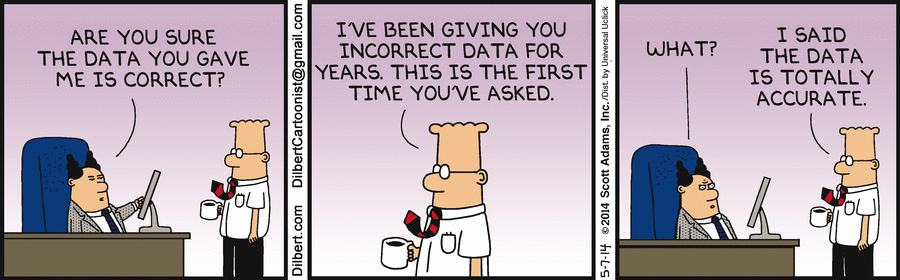 ARE YOU SURE
THE DATA YOU GAVE
ME IS CORRECT?
Dilbert.com DilbertCartoonist@gmail.com
I'VE BEEN GIVING YOU
INCORRECT DATA FOR
YEARS. THIS IS THE FIRST
TIME YOU'VE ASKED.
5-7-14 ©2014 Scott Adams, Inc. /Dist. by Universal Uclick
WHAT?
I SAID
THE DATA
IS TOTALLY
ACCURATE.